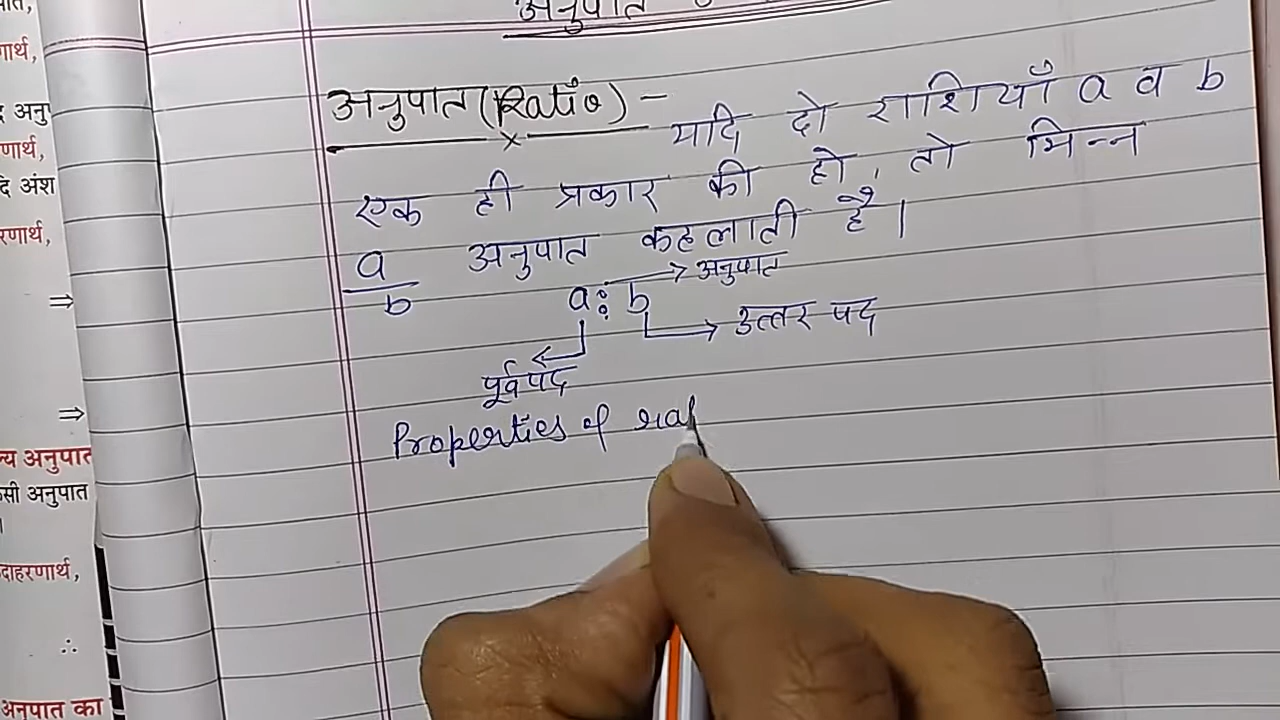 अनुपात
अनुपात (Ratio) –
यदि दो राशियाँ a व b
एक ही प्रकार की हो, तो भिन्न
a/b अनुपात कहलाती है।
a : b → अनुपात
→ उत्तर पद
पूर्वपद
Properties of rat
अनु
अंश
⇒
⇒
अनुपात
अनुपात
दाहरणार्थ,
∴
अनुपात का